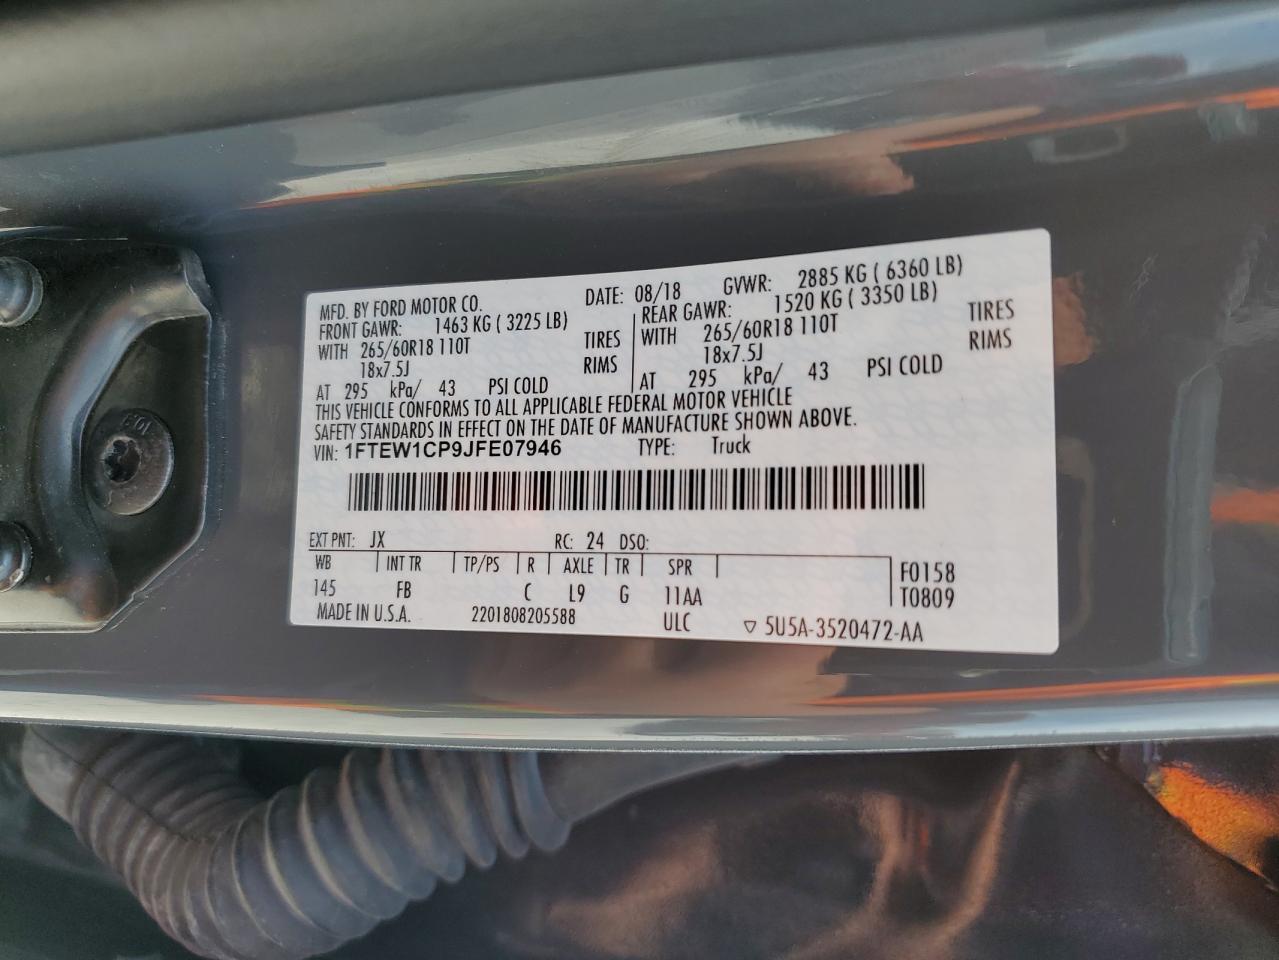 MFD. BY FORD MOTOR CO. DATE: 08/18 GVWR: 2885 KG ( 6360 LB)
FRONT GAWR: 1463 KG ( 3225 LB) REAR GAWR: 1520 KG ( 3350 LB)
WITH 265/60R18 110T TIRES WITH 265/60R18 110T TIRES
18x7.5J RIMS 18x7.5J RIMS
AT 295 kPa/ 43 PSI COLD AT 295 kPa/ 43 PSI COLD
THIS VEHICLE CONFORMS TO ALL APPLICABLE FEDERAL MOTOR VEHICLE
SAFETY STANDARDS IN EFFECT ON THE DATE OF MANUFACTURE SHOWN ABOVE.
VIN: 1FTEW1CP9JFE07946 TYPE: Truck
EXT PNT: JX RC: 24 DSO:
WB INT TR TP/PS R AXLE TR SPR F0158
145 FB C L9 G 11AA T0809
MADE IN U.S.A. 2201808205588 ULC ▽ 5U5A-3520472-AA